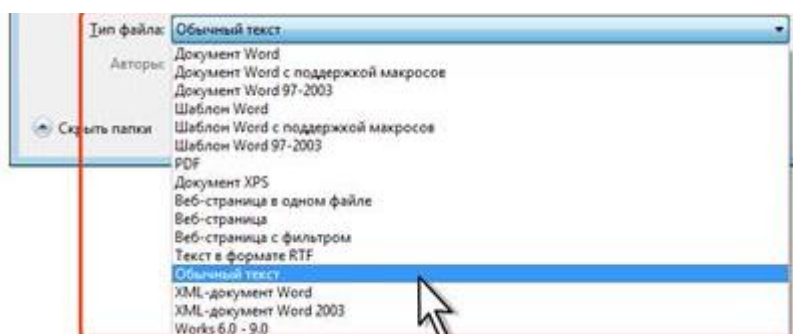 Тип файла: Обычный текст
Авторы:
Документ Word
Документ Word с поддержкой макросов
Документ Word 97-2003
Шаблон Word
Скрыть папки
Шаблон Word с поддержкой макросов
Шаблон Word 97-2003
PDF
Документ XPS
Веб-страница в одном файле
Веб-страница
Веб-страница с фильтром
Текст в формате RTF
Обычный текст
XML-документ Word
XML-документ Word 2003
Works 6.0 - 9.0